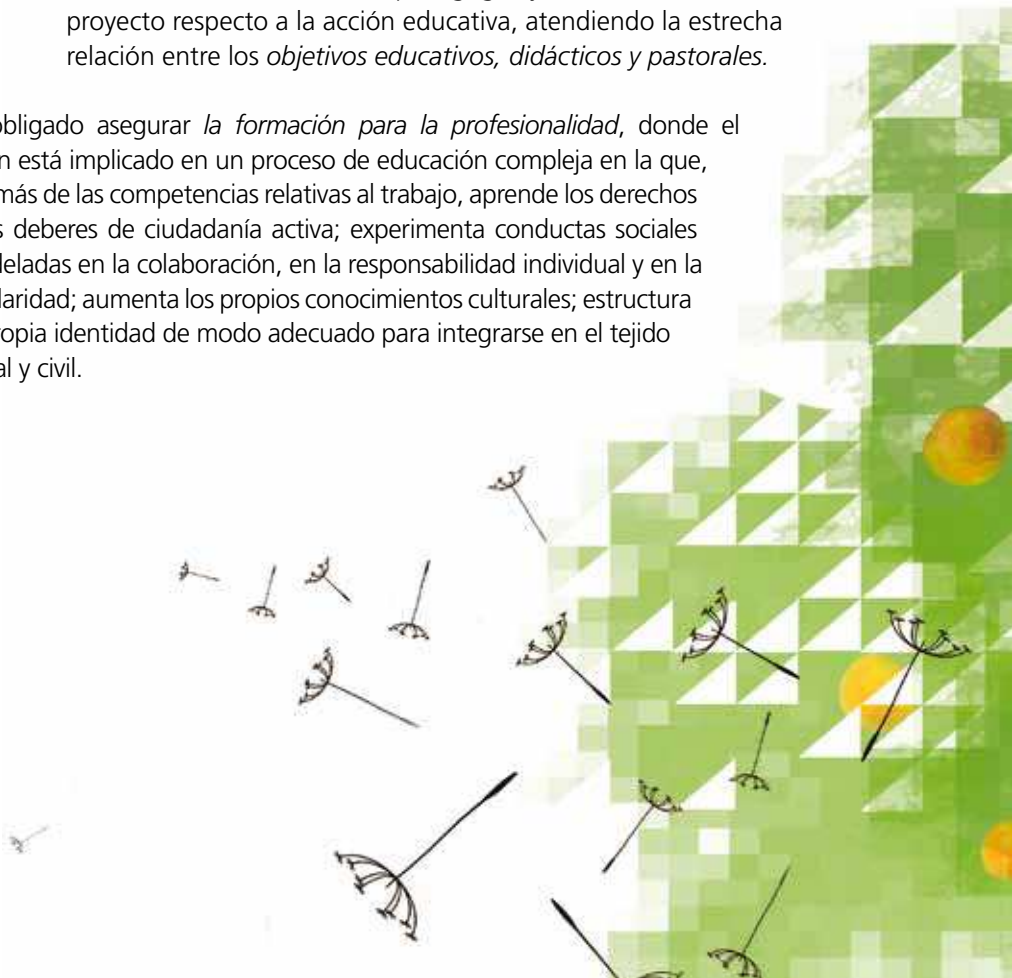 proyecto respecto a la acción educativa, atendiendo la estrecha
relación entre los objetivos educativos, didácticos y pastorales.
obligado asegurar la formación para la profesionalidad, donde el
n está implicado en un proceso de educación compleja en la que,
más de las competencias relativas al trabajo, aprende los derechos
s deberes de ciudadanía activa; experimenta conductas sociales
deladas en la colaboración, en la responsabilidad individual y en la
laridad; aumenta los propios conocimientos culturales; estructura
ropia identidad de modo adecuado para integrarse en el tejido
al y civil.